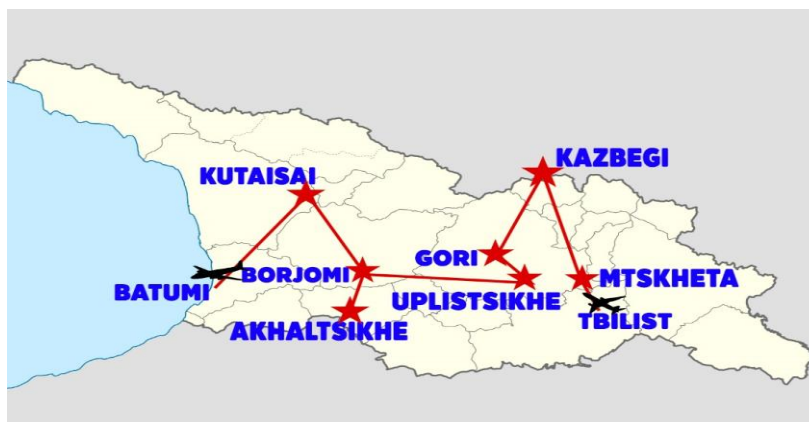 KAZBEGI
KUTAISAI
GORI
BORJOMI
MTSKHETA
BATUMI
UPLISTSIKHE
TBILIST
AKHALTSIKHE